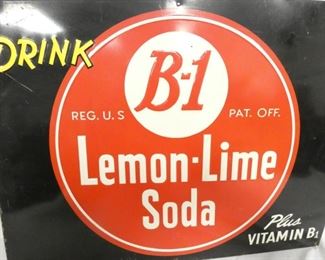 DRINK
B-1
REG. U.S PAT. OFF.
Lemon-Lime
Soda
Plus
VITAMIN B1